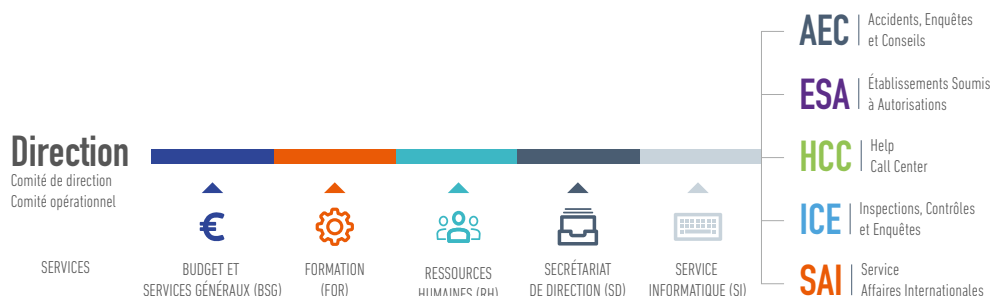 Direction
Comité de direction
Comité opérationnel
SERVICES
€
BUDGET ET
SERVICES GÉNÉRAUX (BSG)
FORMATION
(FOR)
RESSOURCES
HUMAINES (RH)
SECRÉTARIAT
DE DIRECTION (SD)
SERVICE
INFORMATIQUE (SI)
AEC
Accidents, Enquêtes
et Conseils
ESA
Établissements Soumis
à Autorisations
HCC
Help
Call Center
ICE
Inspections, Contrôles
et Enquêtes
SAI
Service
Affaires Internationales